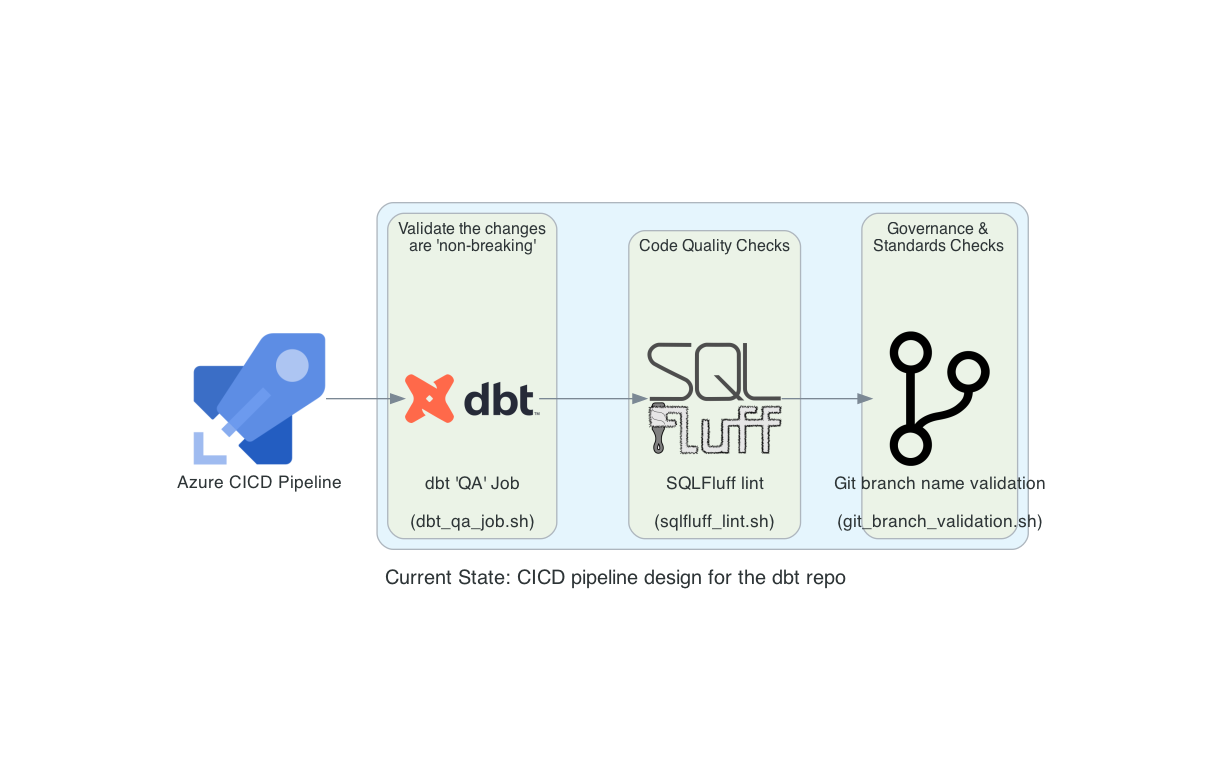 Validate the changes
are 'non-breaking'
Code Quality Checks
Governance &
Standards Checks
Azure CICD Pipeline
dbt
TM
dbt 'QA' Job
(dbt_qa_job.sh)
SQL
fluff
SQLFluff lint
(sqlfluff_lint.sh)
Git branch name validation
(git_branch_validation.sh)
Current State: CICD pipeline design for the dbt repo